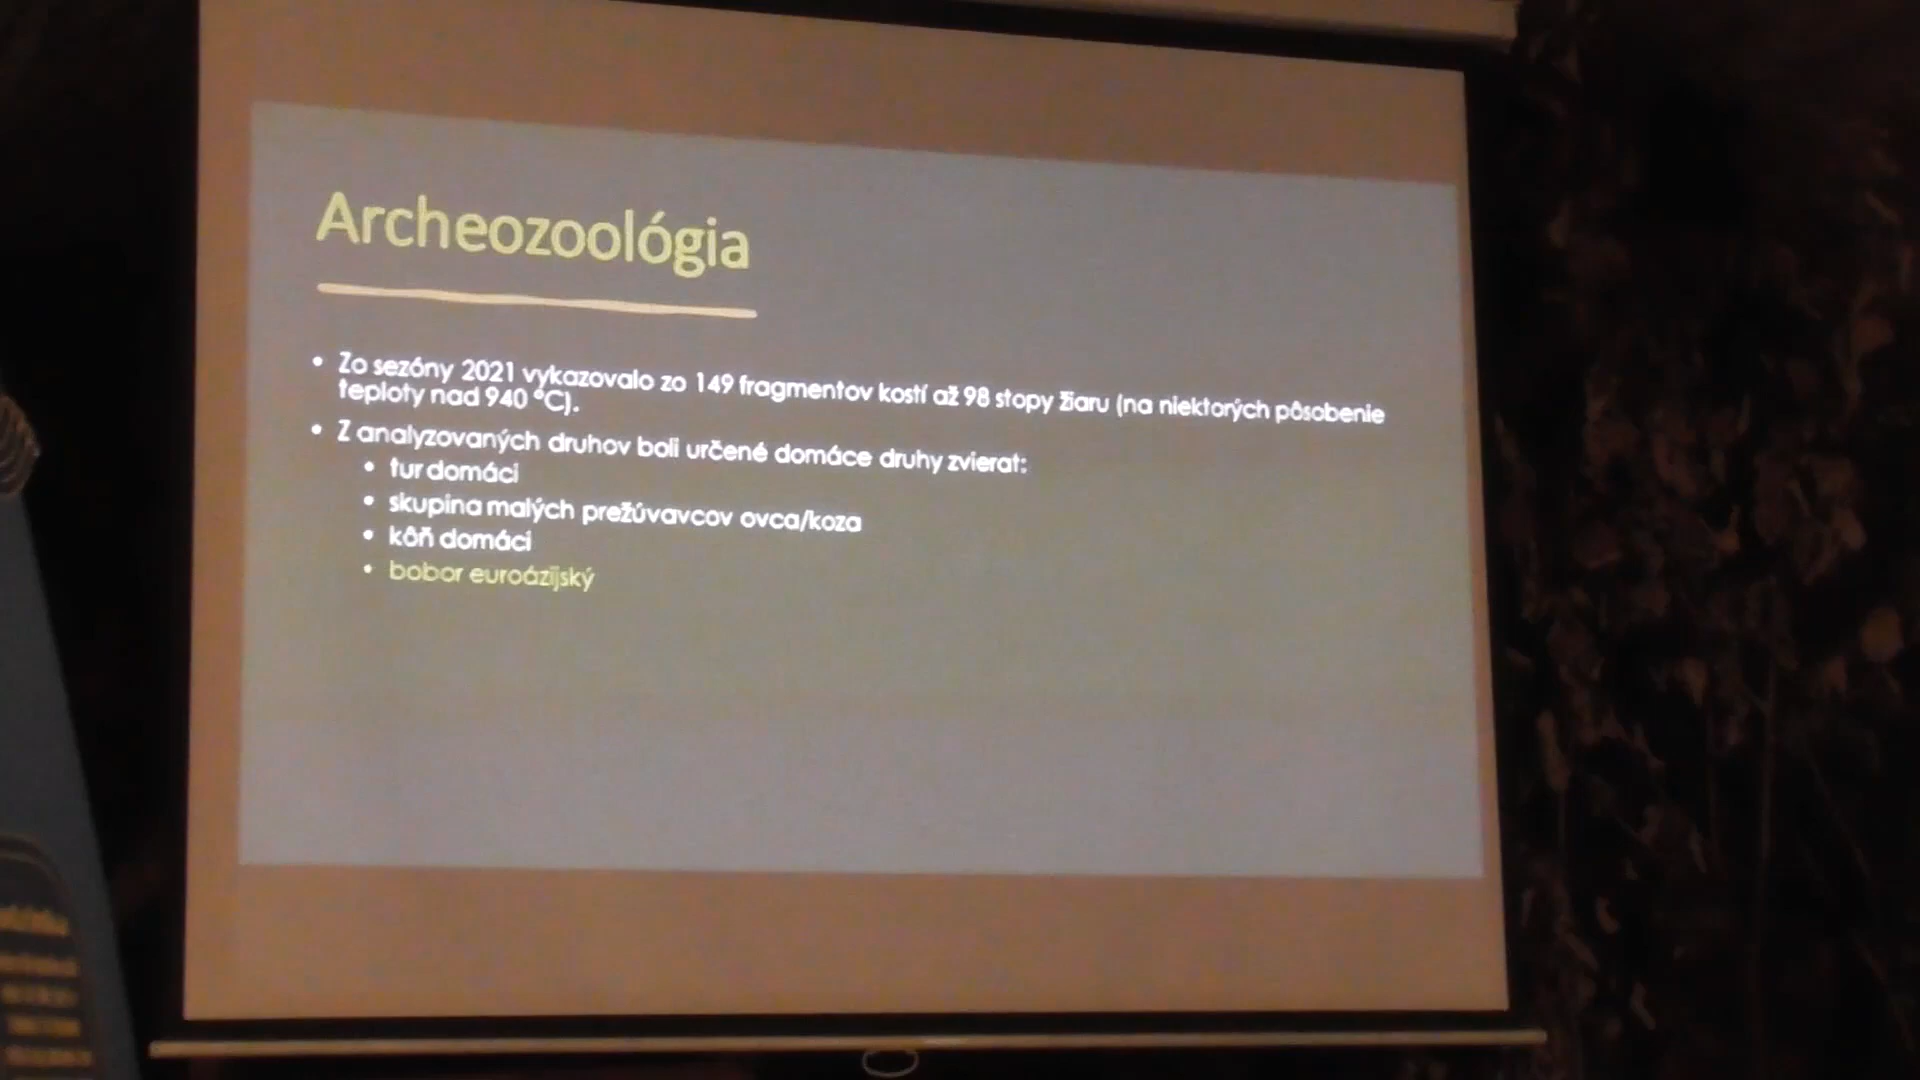 Archeozoológia
• Zo sezóny 2021 vykazovalo zo 149 fragmentov kostí až 98 stopy žiaru (na niektorých pôsobenie
teploty nad 940 °C).
• Z analyzovaných druhov boli určené domáce druhy zvierat:
• tur domáci
• skupina malých prežúvavcov ovca/koza
• kôň domáci
• bobor euroázijský